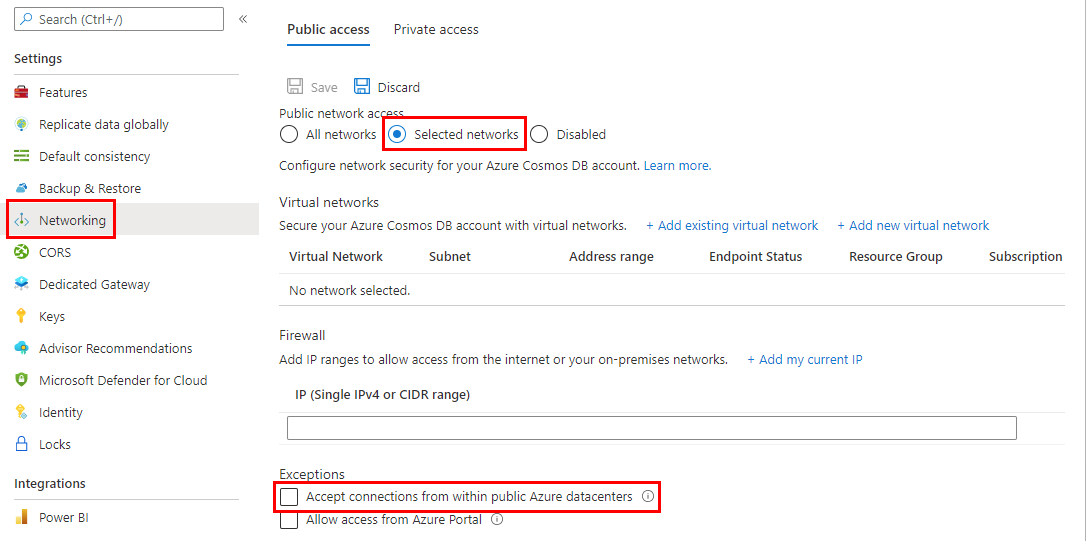 Search (Ctrl+/) «
Settings
Features
Replicate data globally
Default consistency
Backup & Restore
Networking
CORS
Dedicated Gateway
Keys
Advisor Recommendations
Microsoft Defender for Cloud
Identity
Locks
Integrations
Power BI
Public access Private access
Save Discard
Public network access
All networks Selected networks Disabled
Configure network security for your Azure Cosmos DB account. Learn more.
Virtual networks
Secure your Azure Cosmos DB account with virtual networks. + Add existing virtual network + Add new virtual network
Virtual Network Subnet Address range Endpoint Status Resource Group Subscription
No network selected.
Firewall
Add IP ranges to allow access from the internet or your on-premises networks. + Add my current IP
IP (Single IPv4 or CIDR range)
Exceptions
Accept connections from within public Azure datacenters
Allow access from Azure Portal